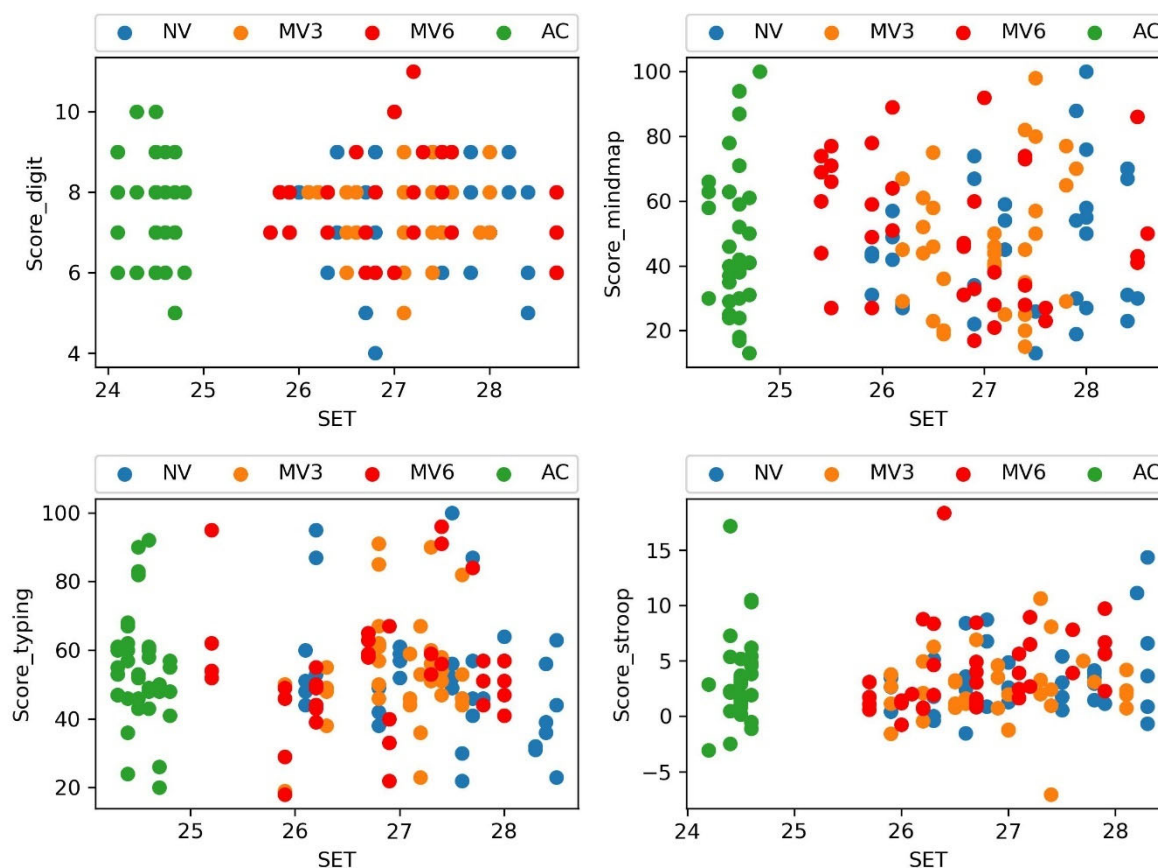 NV MV3 MV6 AC
Score_digit
10
8
6
4
24 25 26 27 28
SET
NV MV3 MV6 AC
Score_mindmap
100
80
60
40
20
25 26 27 28
SET
NV MV3 MV6 AC
Score_typing
100
80
60
40
20
25 26 27 28
SET
NV MV3 MV6 AC
Score_stroop
15
10
5
0
−5
24 25 26 27 28
SET